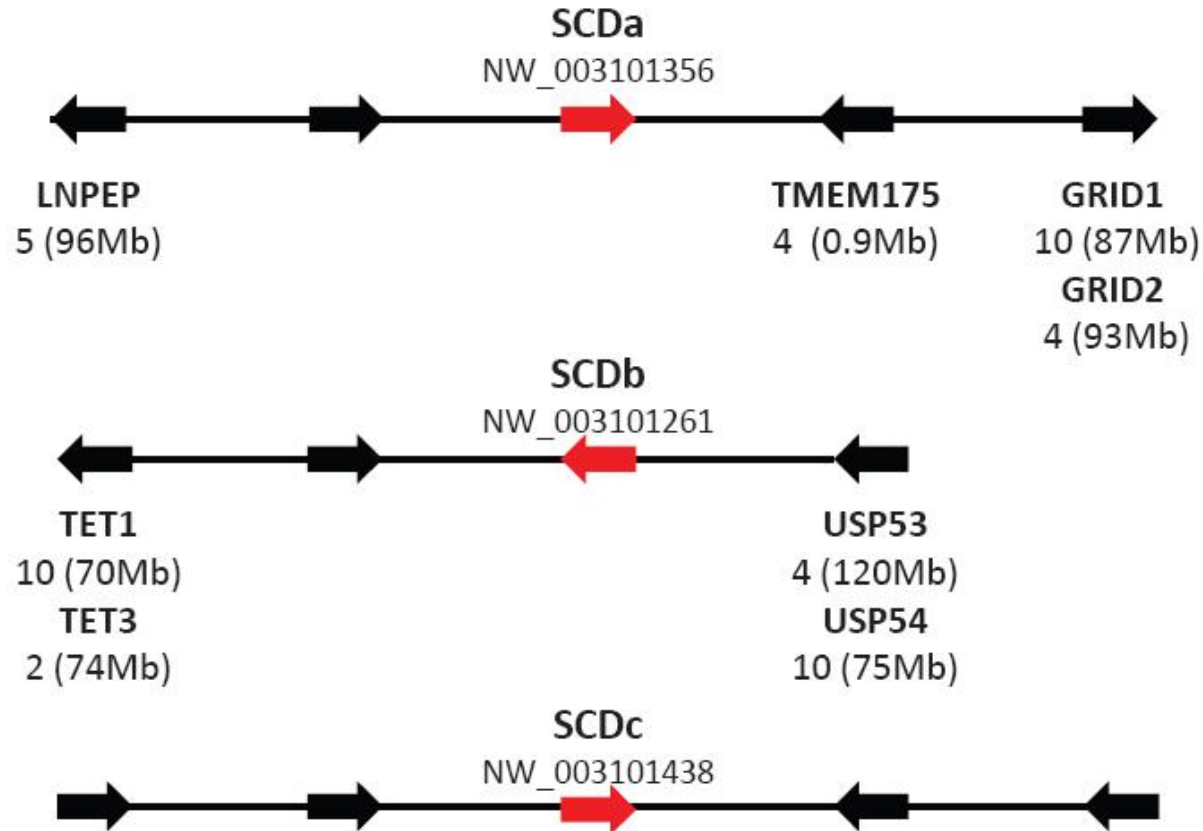 SCDa
NW_003101356
LNPEP TMEM175 GRID1
5 (96Mb) 4 (0.9Mb) 10 (87Mb)
GRID2
4 (93Mb)
SCDb
NW_003101261
TET1 USP53
10 (70Mb) 4 (120Mb)
TET3 USP54
2 (74Mb) 10 (75Mb)
SCDc
NW_003101438